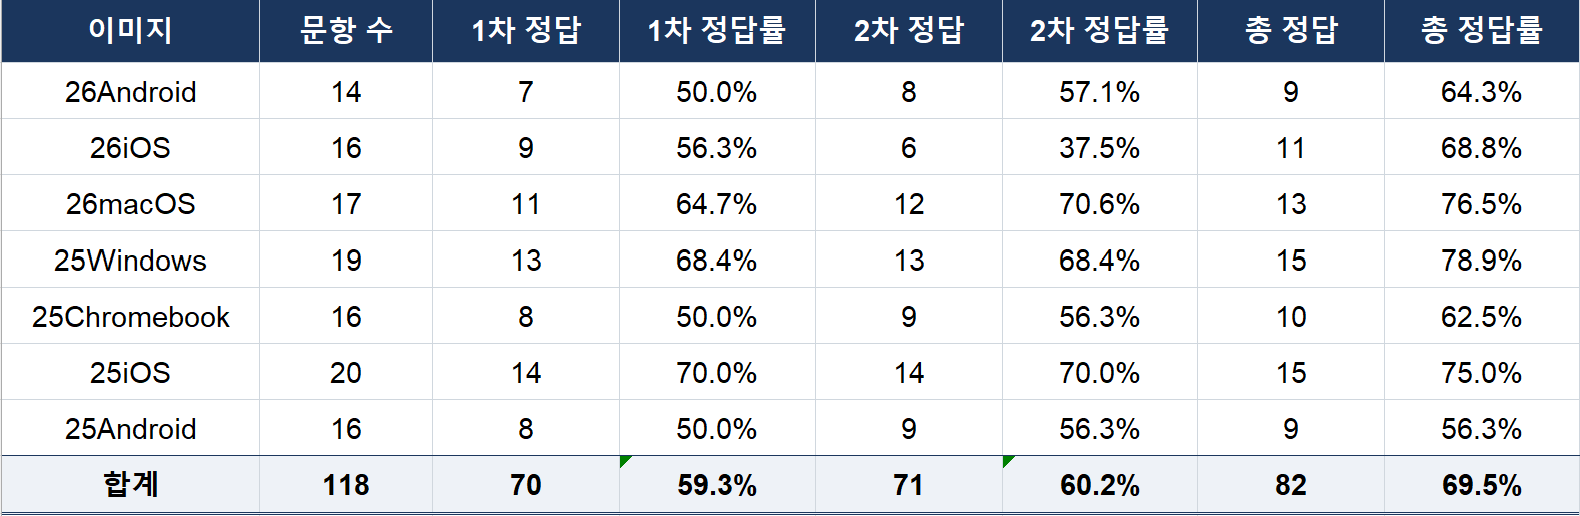 이미지 문항 수 1차 정답 1차 정답률 2차 정답 2차 정답률 총 정답 총 정답률
26Android 14 7 50.0% 8 57.1% 9 64.3%
26iOS 16 9 56.3% 6 37.5% 11 68.8%
26macOS 17 11 64.7% 12 70.6% 13 76.5%
25Windows 19 13 68.4% 13 68.4% 15 78.9%
25Chromebook 16 8 50.0% 9 56.3% 10 62.5%
25iOS 20 14 70.0% 14 70.0% 15 75.0%
25Android 16 8 50.0% 9 56.3% 9 56.3%
합계 118 70 59.3% 71 60.2% 82 69.5%